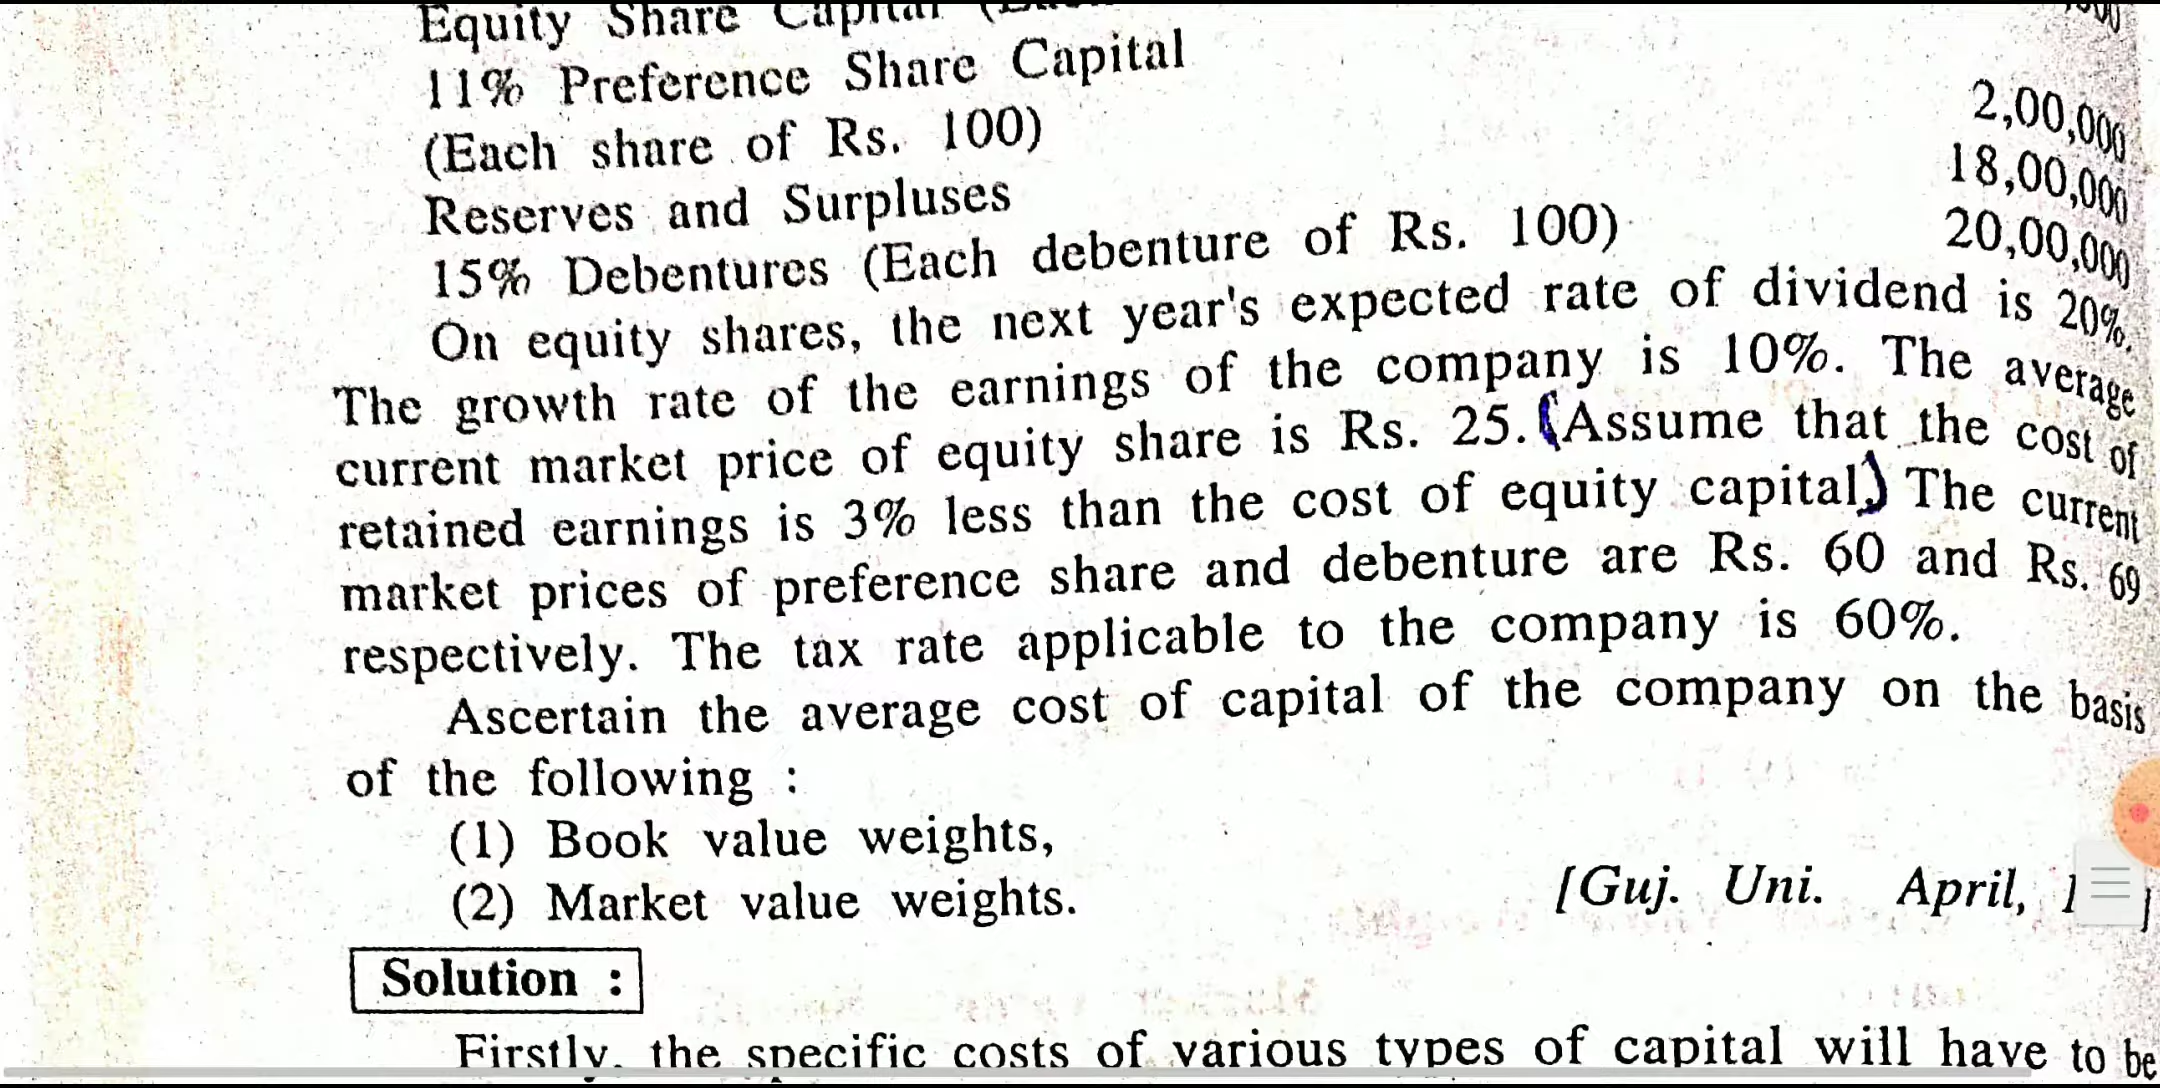 Equity Share Capital
11% Preference Share Capital
(Each share of Rs. 100) 2,00,000
Reserves and Surpluses 18,00,000
15% Debentures (Each debenture of Rs. 100) 20,00,000
On equity shares, the next year's expected rate of dividend is 20%.
The growth rate of the earnings of the company is 10%. The average
current market price of equity share is Rs. 25. (Assume that the cost of
retained earnings is 3% less than the cost of equity capital.) The current
market prices of preference share and debenture are Rs. 60 and Rs. 69
respectively. The tax rate applicable to the company is 60%.
Ascertain the average cost of capital of the company on the basis
of the following :
(1) Book value weights,
(2) Market value weights.
[Guj. Uni. April,
Solution :
Firstly, the specific costs of various types of capital will have to be